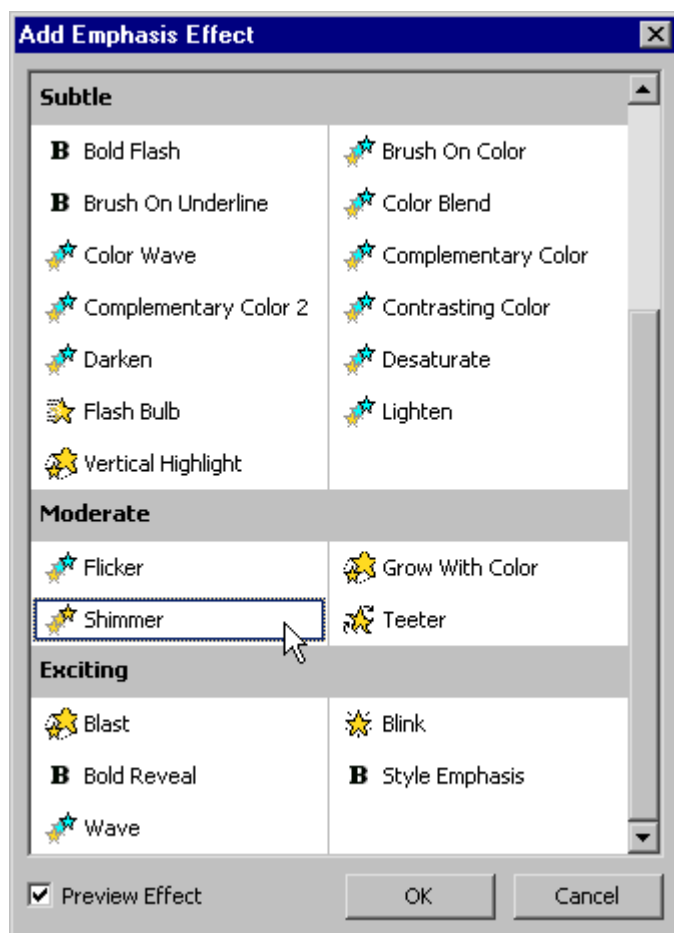 Add Emphasis Effect
Subtle
Bold Flash Brush On Color
Brush On Underline Color Blend
Color Wave Complementary Color
Complementary Color 2 Contrasting Color
Darken Desaturate
Flash Bulb Lighten
Vertical Highlight
Moderate
Flicker Grow With Color
Shimmer Teeter
Exciting
Blast Blink
Bold Reveal Style Emphasis
Wave
Preview Effect OK Cancel